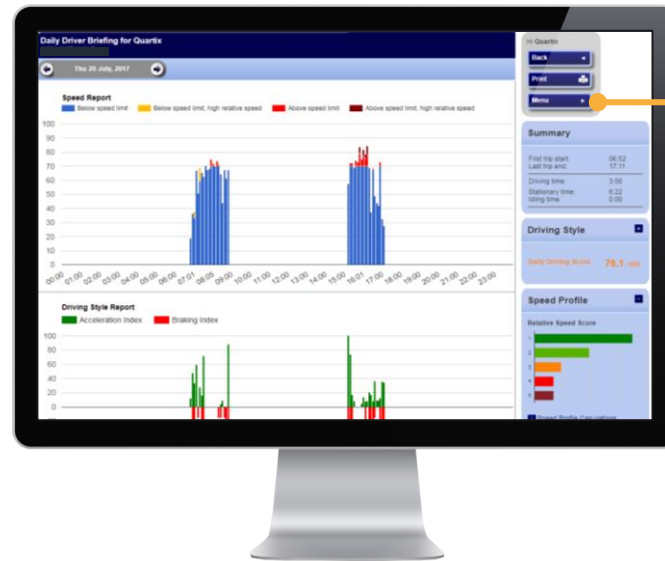 Daily Driver Briefing for Quartix
Thu 20 July, 2017
Speed Report
Below speed limit Below speed limit, high relative speed Above speed limit Above speed limit, high relative speed
100
90
80
70
60
50
40
30
20
10
0
00:00 01:00 02:00 03:00 04:00 05:00 06:00 07:01 08:05 09:00 10:00 11:00 12:00 13:00 14:00 15:00 16:01 17:00 18:00 19:00 20:00 21:00 22:00 23:00
Driving Style Report
Acceleration Index Braking Index
100
80
60
40
20
0
Hi Quartix
Back
Print
Menu
Summary
First trip start: 06:52
Last trip end: 17:11
Driving time: 3:56
Stationary time: 6:22
Idling time: 0:00
Driving Style
Daily Driving Score 76.1 /100
Speed Profile
Relative Speed Score
1
2
3
4
5
Speed Profile Calculations